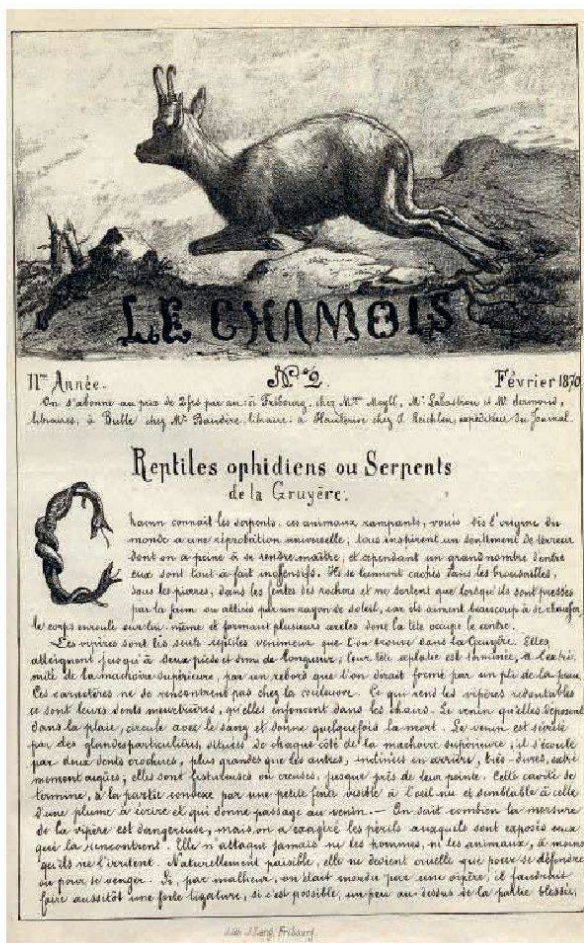 LE CHAMOIS
IIme Année. No 2. Février 1870
On s'abonne au prix de 2 frs par an: à Fribourg, chez Mme Meyll, Mr Labastrou et Mr
libraires, à Bulle chez Mr Baudère, libraire: à Hauterive chez J. Reichlen, expéditeur du Journal.
Reptiles ophidiens ou Serpents
de la Gruyère.
Chacun connaît les serpents: ces animaux rampants, voués dès l'origine du
monde à une réprobation universelle, tous inspirent un sentiment de terreur
dont on a peine à se rendre maître, et cependant un grand nombre d'entre
eux sont tout à fait inoffensifs. Ils se tiennent cachés dans les broussailles,
sous les pierres, dans les fentes des rochers et ne sortent que lorsqu'ils sont pressés
par la faim ou attirés par un rayon de soleil, car ils aiment beaucoup à se chauffer,
le corps enroulé sur lui-même et formant plusieurs cercles dont la tête occupe le centre.
Les vipères sont les seuls reptiles venimeux que l'on trouve dans la Gruyère. Elles
atteignent jusqu'à deux pieds et demi de longueur; leur tête aplatie est terminée, à l'extré-
mité de la machoire supérieure, par un rebord que l'on dirait formé par un pli de la peau.
Ces caractères ne se rencontrent pas chez la couleuvre. Ce qui rend les vipères redoutables
ce sont leurs dents meurtrières, qu'elles enfoncent dans les chairs. Le venin qu'elles déposent
dans la plaie, circule avec le sang et donne quelquefois la mort. Le venin est sécrété
par des glandes particulières, situées de chaque côté de la machoire supérieure; il s'écoule
par deux dents crochues, plus grandes que les autres, inclinées en arrière, très-dures, extrê-
mement aigües; elles sont fistuleuses ou creuses, jusque près de leur pointe. Cette cavité se
termine, à la partie convexe par une petite fente visible à l'œil nu et semblable à celle
d'une plume à écrire et qui donne passage au venin. — On sait combien la morsure
de la vipère est dangereuse, mais on a exagéré les périls auxquels sont exposés ceux
qui la rencontrent. Elle n'attaque jamais ni les hommes, ni les animaux, à moins
qu'ils ne l'irritent. Naturellement paisible, elle ne devient cruelle que pour se défendre
ou pour se venger. Si, par malheur, on était mordu par une vipère, il faudrait
faire aussitôt une forte ligature, si c'est possible, un peu au-dessus de la partie blessée,
Lith. J. Lang, Fribourg.